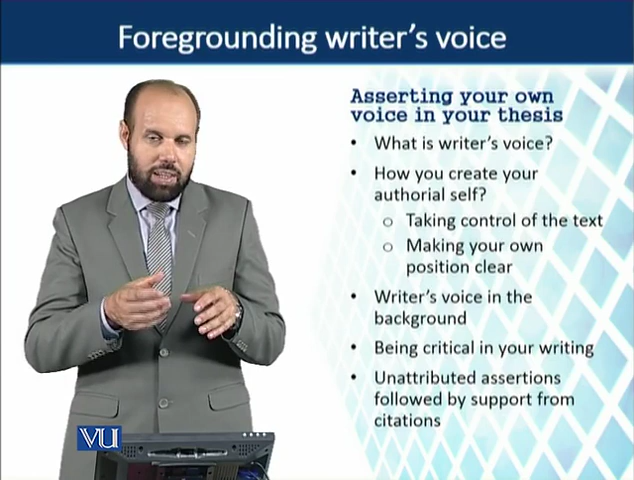 Foregrounding writer's voice
Asserting your own
voice in your thesis
• What is writer's voice?
• How you create your
authorial self?
o Taking control of the text
o Making your own
position clear
• Writer's voice in the
background
• Being critical in your writing
• Unattributed assertions
followed by support from
citations
VU